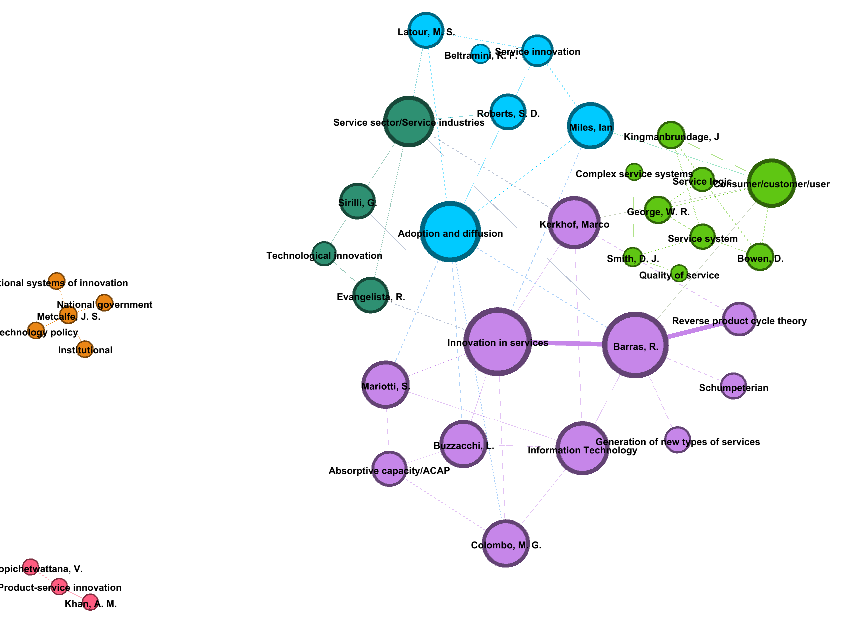 Latour, M. S.
Service innovation
Beltramini, R. F.
Roberts, S. D.
Service sector/Service industries
Miles, Ian
Kingmanbrundage, J
Complex service systems
Service logic
Consumer/customer/user
Sirilli, G.
George, W. R.
Kerkhof, Marco
Adoption and diffusion
Service system
Technological innovation
Smith, D. J.
Bowen, D.
Quality of service
tional systems of innovation
Evangelista, R.
National government
Metcalfe, J. S.
Reverse product cycle theory
echnology policy
Innovation in services
Barras, R.
Institutional
Mariotti, S.
Schumpeterian
Generation of new types of services
Buzzacchi, L.
Information Technology
Absorptive capacity/ACAP
Colombo, M. G.
opichetwattana, V.
Product-service innovation
Khan, A. M.